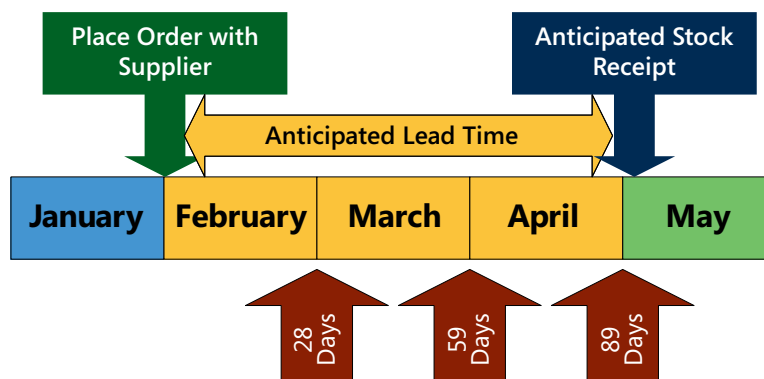 Place Order with
Supplier
Anticipated Stock
Receipt
Anticipated Lead Time
January
February
March
April
May
28
Days
59
Days
89
Days